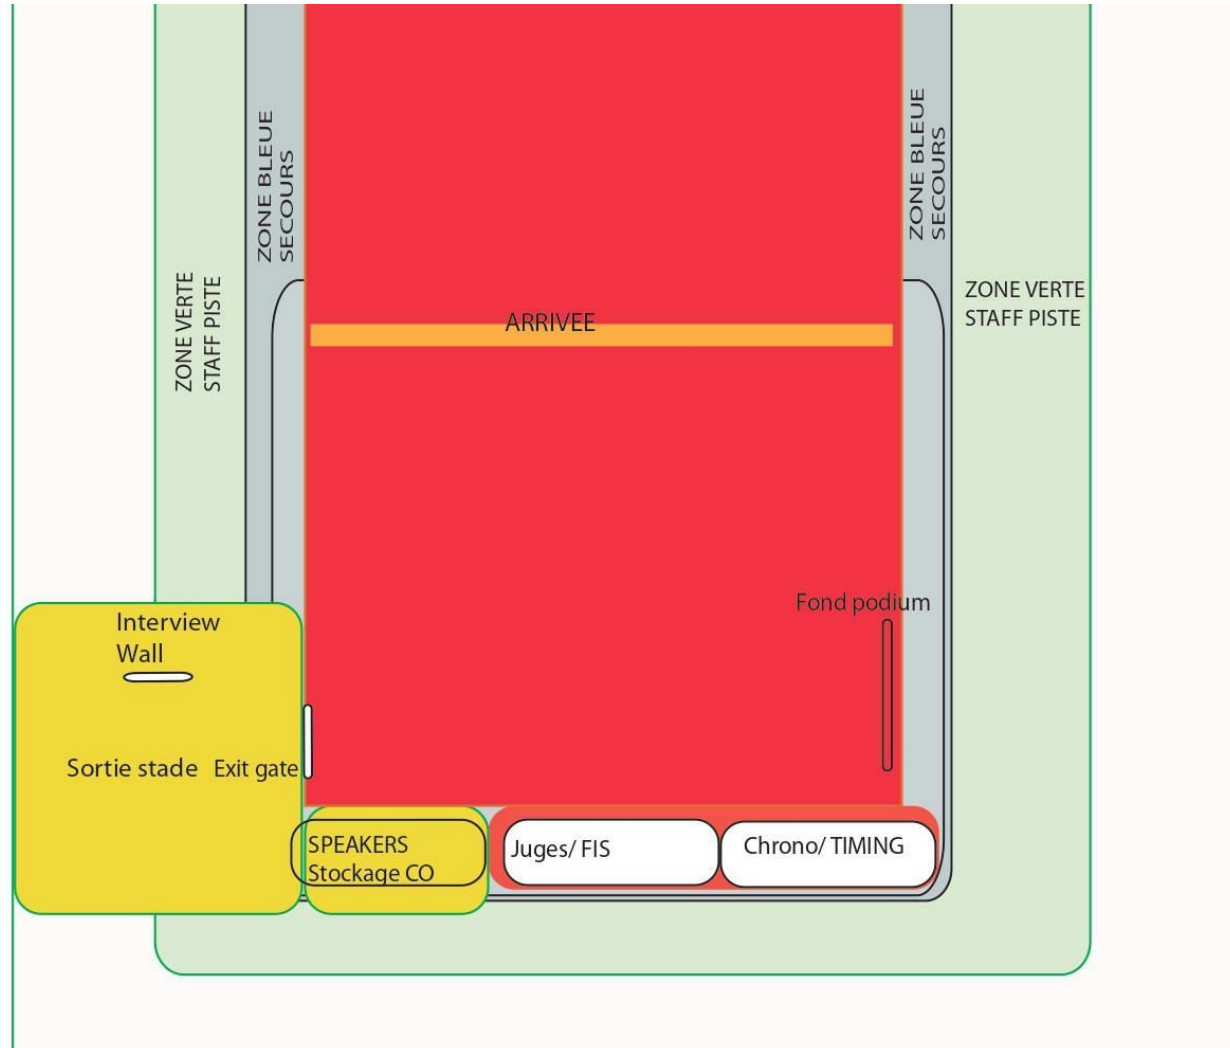 ZONE BLEUE
SECOURS
ZONE BLEUE
SECOURS
ZONE VERTE
STAFF PISTE
ZONE VERTE
STAFF PISTE
ARRIVEE
Fond podium
Interview
Wall
Sortie stade Exit gate
SPEAKERS
Stockage CO
Juges/ FIS
Chrono/ TIMING